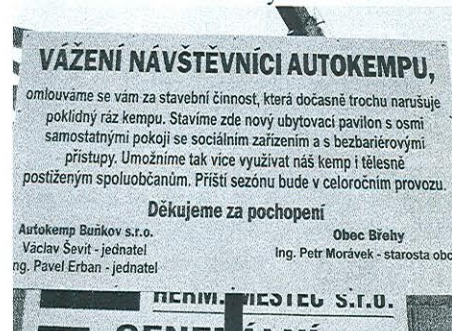 VÁŽENÍ NÁVŠTĚVNÍCI AUTOKEMPU,
omlouváme se vám za stavební činnost, která dočasně trochu narušuje
poklidný ráz kempu. Stavíme zde nový ubytovací pavilon s osmi
samostatnými pokoji se sociálním zařízením a s bezbariérovými
přístupy. Umožníme tak více využívat náš kemp i tělesně
postiženým spoluobčanům. Příští sezónu bude v celoročním provozu.
Děkujeme za pochopení
Autokemp Buňkov s.r.o.
Václav Ševit - jednatel
ng. Pavel Erban - jednatel
Obec Břehy
Ing. Petr Morávek - starosta obc
HEŘM. MĚSTEC s.r.o.